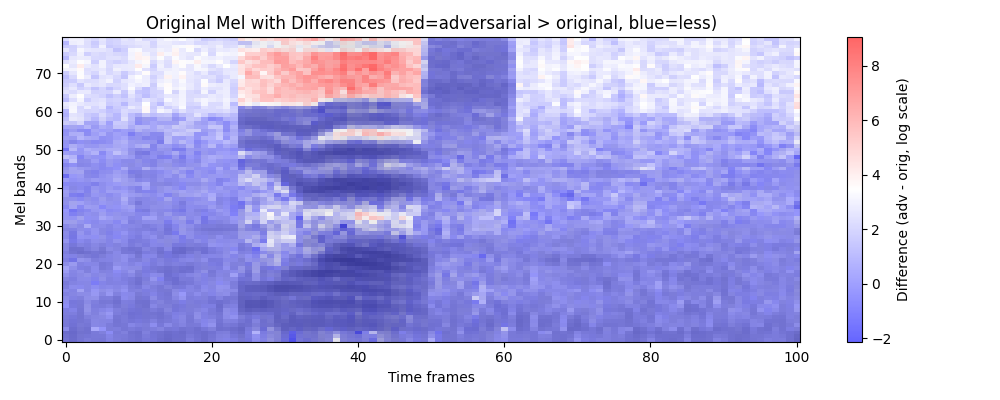 Original Mel with Differences (red=adversarial > original, blue=less)
70
60
50
40
30
20
10
0
Mel bands
0 20 40 60 80 100
Time frames
8
6
4
2
0
−2
Difference (adv - orig, log scale)